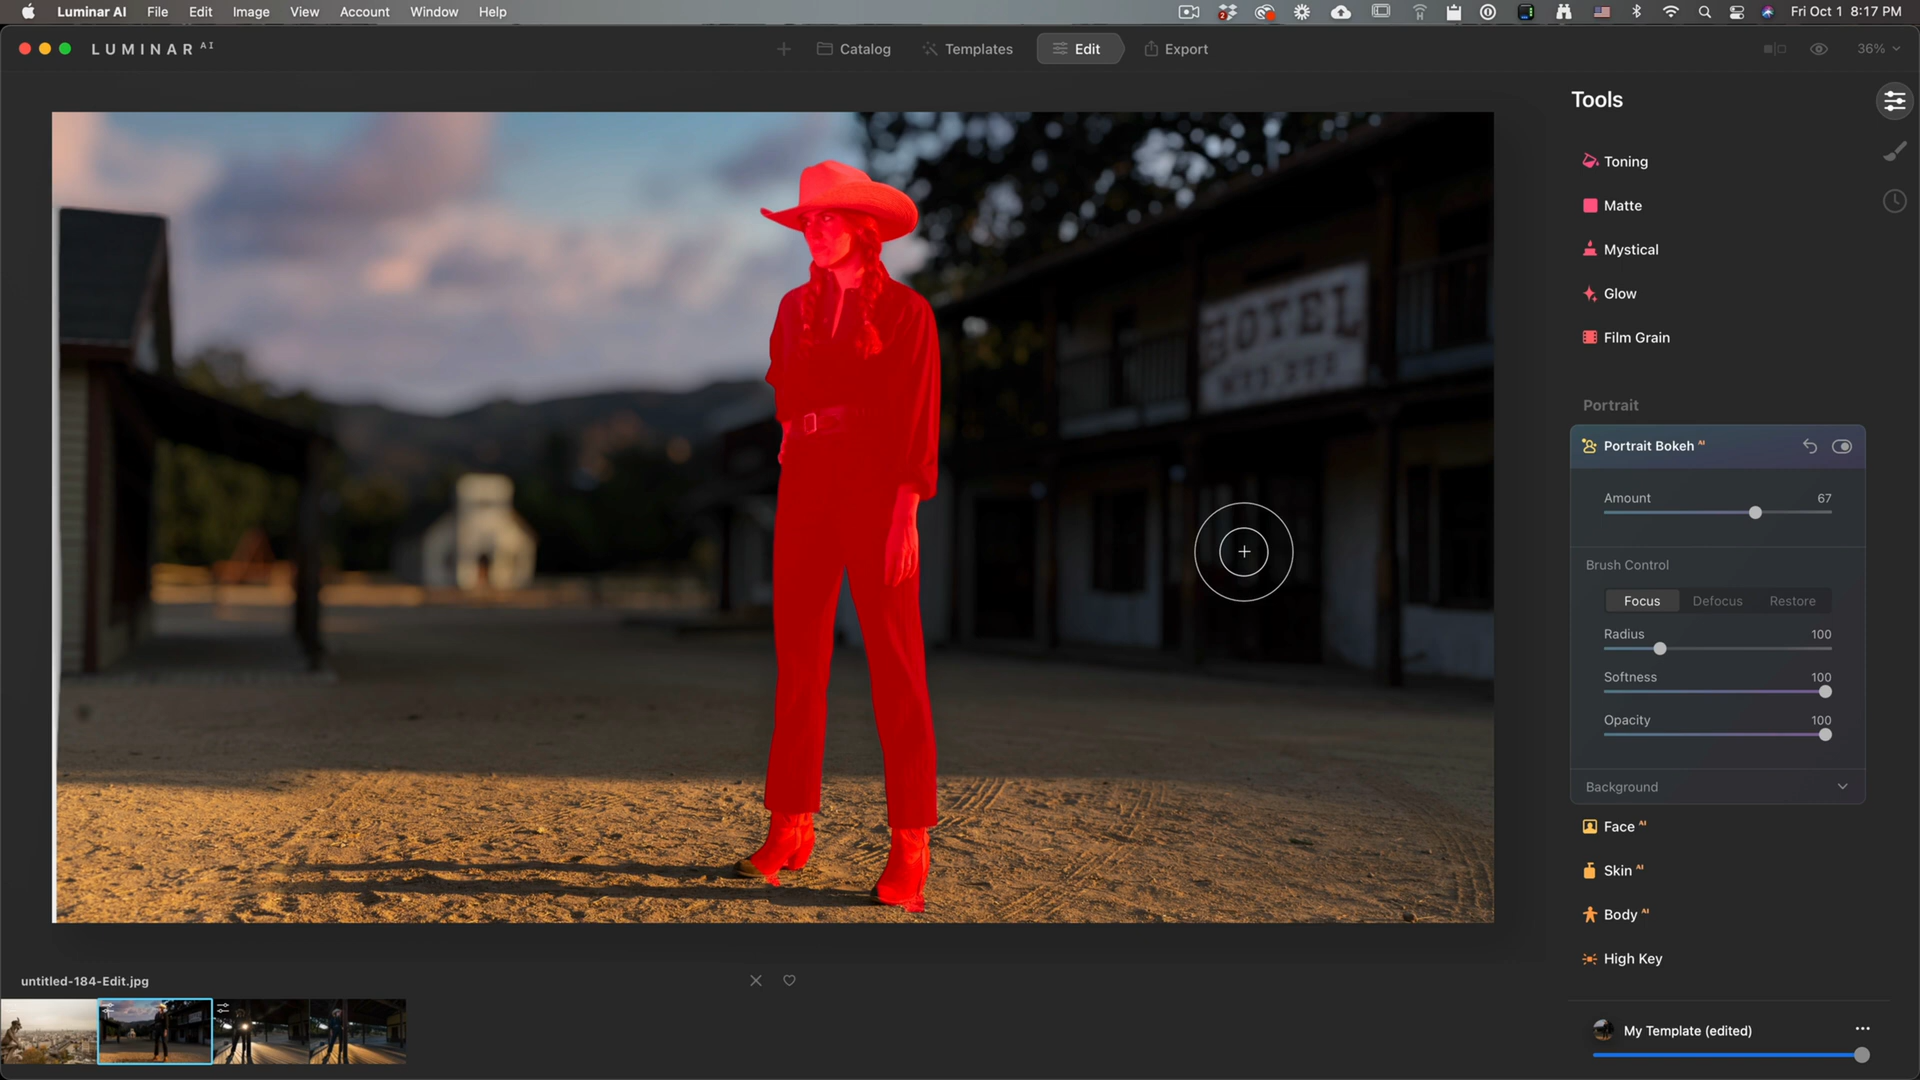 Luminar AI File Edit Image View Account Window Help Fri Oct 1 8:17 PM
LUMINAR AI
Catalog Templates Edit Export 36%
Tools
Toning
Matte
Mystical
Glow
Film Grain
HOTEL
Portrait
Portrait Bokeh AI
Amount 67
Brush Control
Focus Defocus Restore
Radius 100
Softness 100
Opacity 100
Background
Face AI
Skin AI
Body AI
High Key
untitled-184-Edit.jpg
My Template (edited)